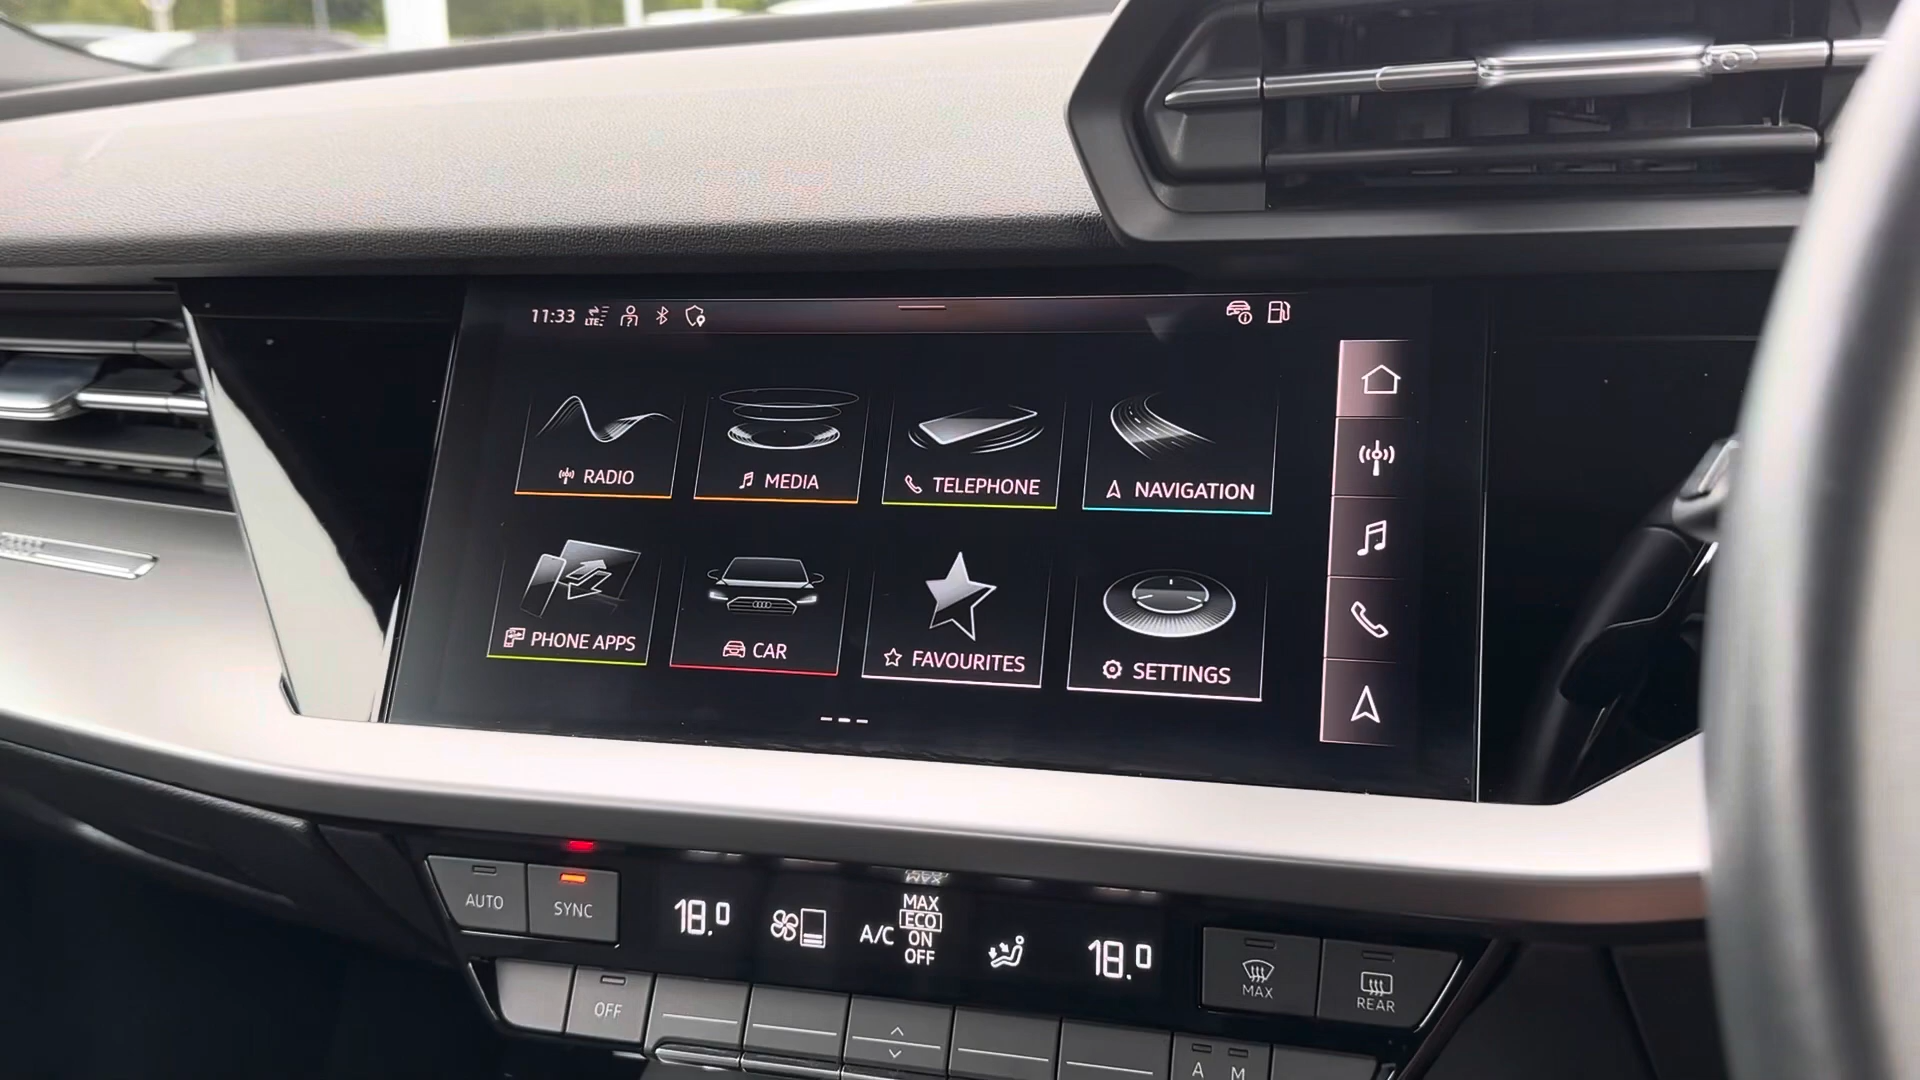 11:33 LTE
RADIO
MEDIA
TELEPHONE
NAVIGATION
PHONE APPS
CAR
FAVOURITES
SETTINGS
AUTO
SYNC
18.0
A/C
MAX
ECO
ON
OFF
18.0
MAX
REAR
OFF
A M